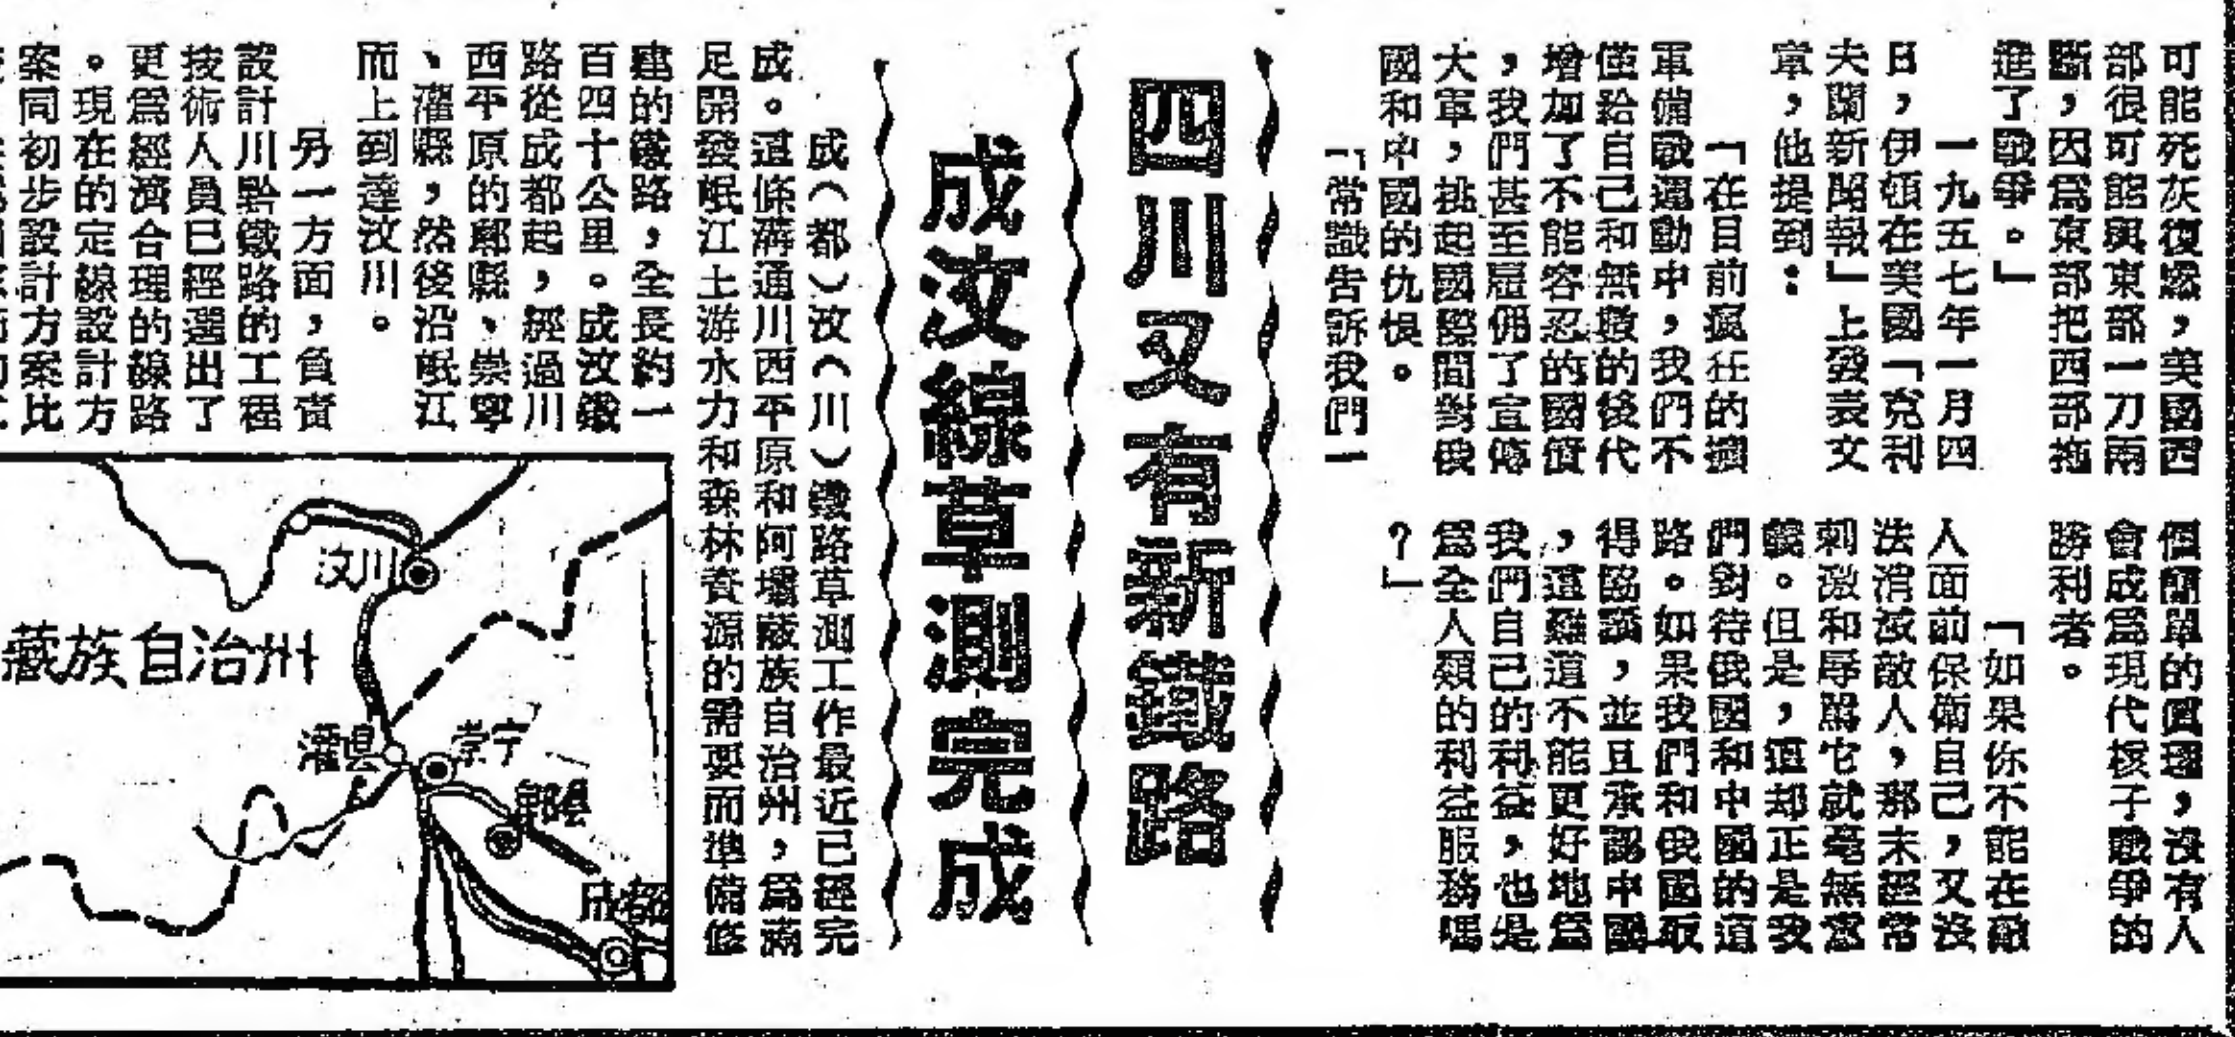 可能死灰復燃，美國西
部很可能與東部一刀兩
斷，因爲東部把西部拖
進了戰爭。」
一九五七年一月四
日，伊頓在美國「克利
夫蘭新聞報」上發表文
章，他提到：
「在目前瘋狂的擴
軍備戰運動中，我們不
僅給自己和無數的後代
增加了不能容忍的國債
，我們甚至雇佣了宣傳
大軍，挑起國際間對俄
國和中國的仇恨。
「常識告訴我們一
個簡單的眞理，沒有人
會成爲現代核子戰爭的
勝利者。
「如果你不能在敵
人面前保衛自己，又沒
法消滅敵人，那末經常
刺激和辱駡它就毫無意
義。但是，這却正是我
們對待俄國和中國的道
路。如果我們和俄國取
得協議，並且承認中國
，這難道不能更好地爲
我們自己的利益，也是
爲全人類的利益服務嗎
？」
四川又有新鐵路
成汶線草測完成
成（都）汶（川）鐵路草測工作最近已經完
成。這條溝通川西平原和阿壩藏族自治州，爲滿
足開發岷江上游水力和森林資源的需要而準備修
建的鐵路，全長約一
百四十公里。成汶鐵
路從成都起，經過川
西平原的郫縣、崇寧
、灌縣，然後沿岷江
而上到達汶川。
另一方面，負責
設計川黔鐵路的工程
技術人員已經選出了
更爲經濟合理的線路
。現在的定線設計方
案同初步設計方案比
汶川
藏族自治州
灌县
崇宁
郫县
成都